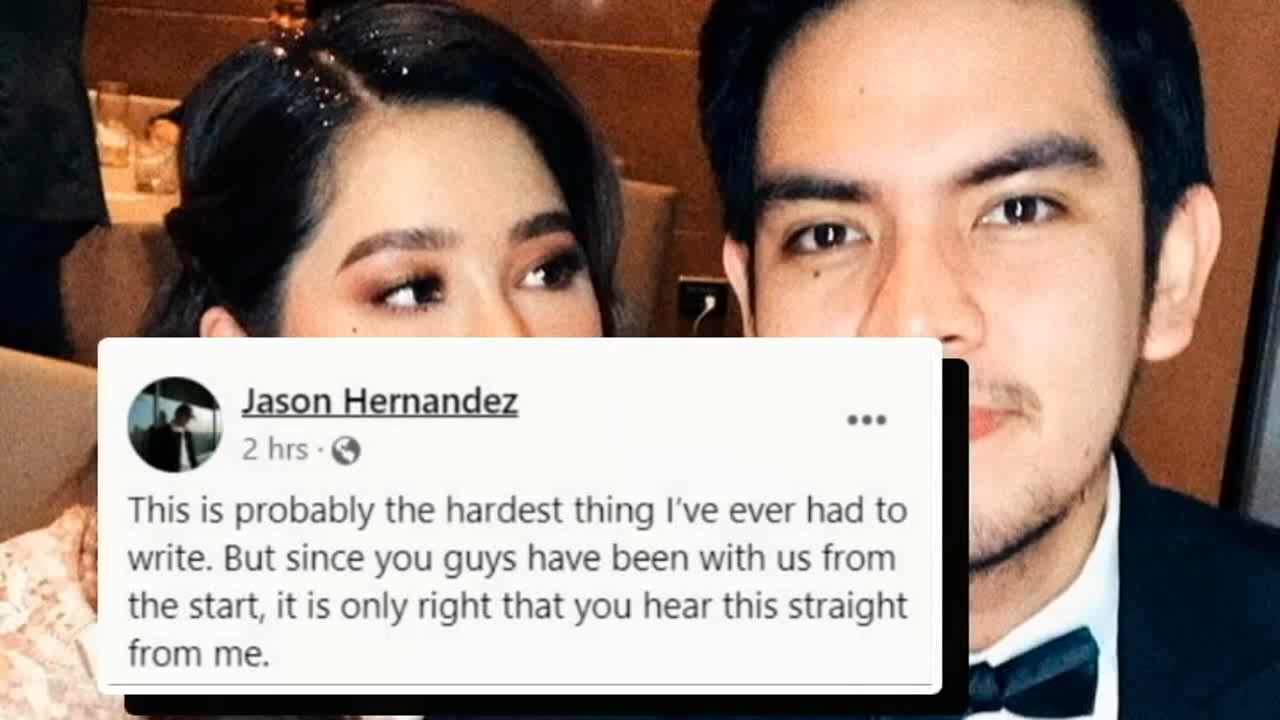 Jason Hernandez
2 hrs ·
This is probably the hardest thing I've ever had to
write. But since you guys have been with us from
the start, it is only right that you hear this straight
from me.